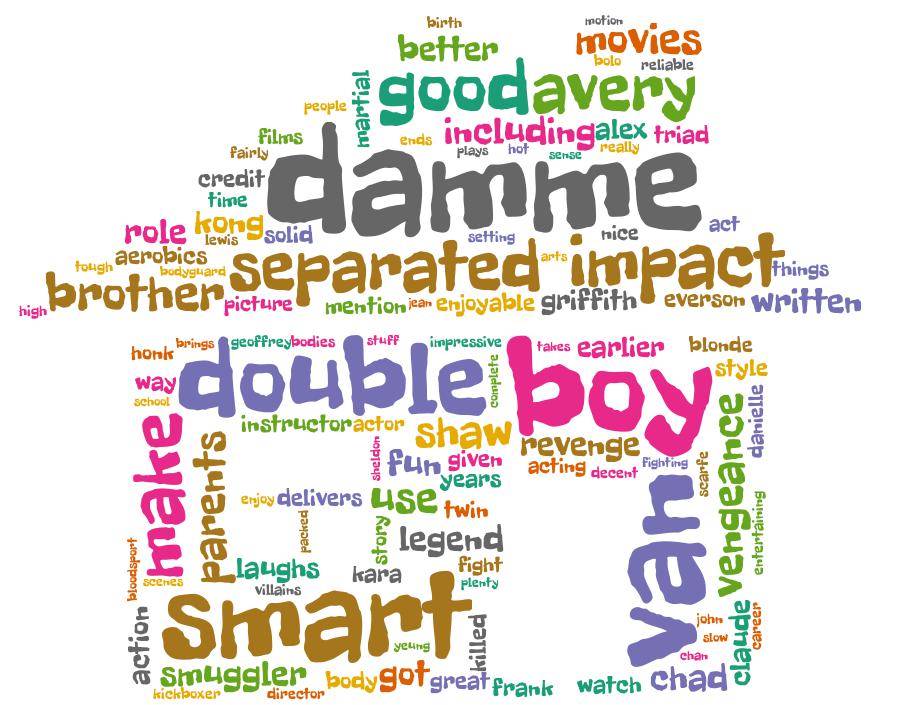 birth
motion
better
movies
bolo
reliable
martial
good
avery
people
films
ends
including
alex
triad
fairly
plays
hot
sense
really
damme
credit
time
role
kong
lewis
solid
setting
nice
act
aerobics
tough
bodyguard
separated
arts
impact
things
high
brother
picture
mention
jean
enjoyable
griffith
everson
written
honk
brings
geoffrey
bodies
stuff
impressive
takes
earlier
blonde
way
school
double
complete
boy
style
instructor
actor
shaw
revenge
danielle
make
parents
sheldon
fun
given
acting
decent
fighting
scarfe
vengeance
years
enjoy
delivers
use
twin
van
entertaining
packed
story
legend
bloodsport
scenes
laughs
villains
kara
fight
plenty
smart
action
yeung
killed
john
slow
chan
claude
career
smuggler
body
got
great
frank
watch
chad
kickboxer
director